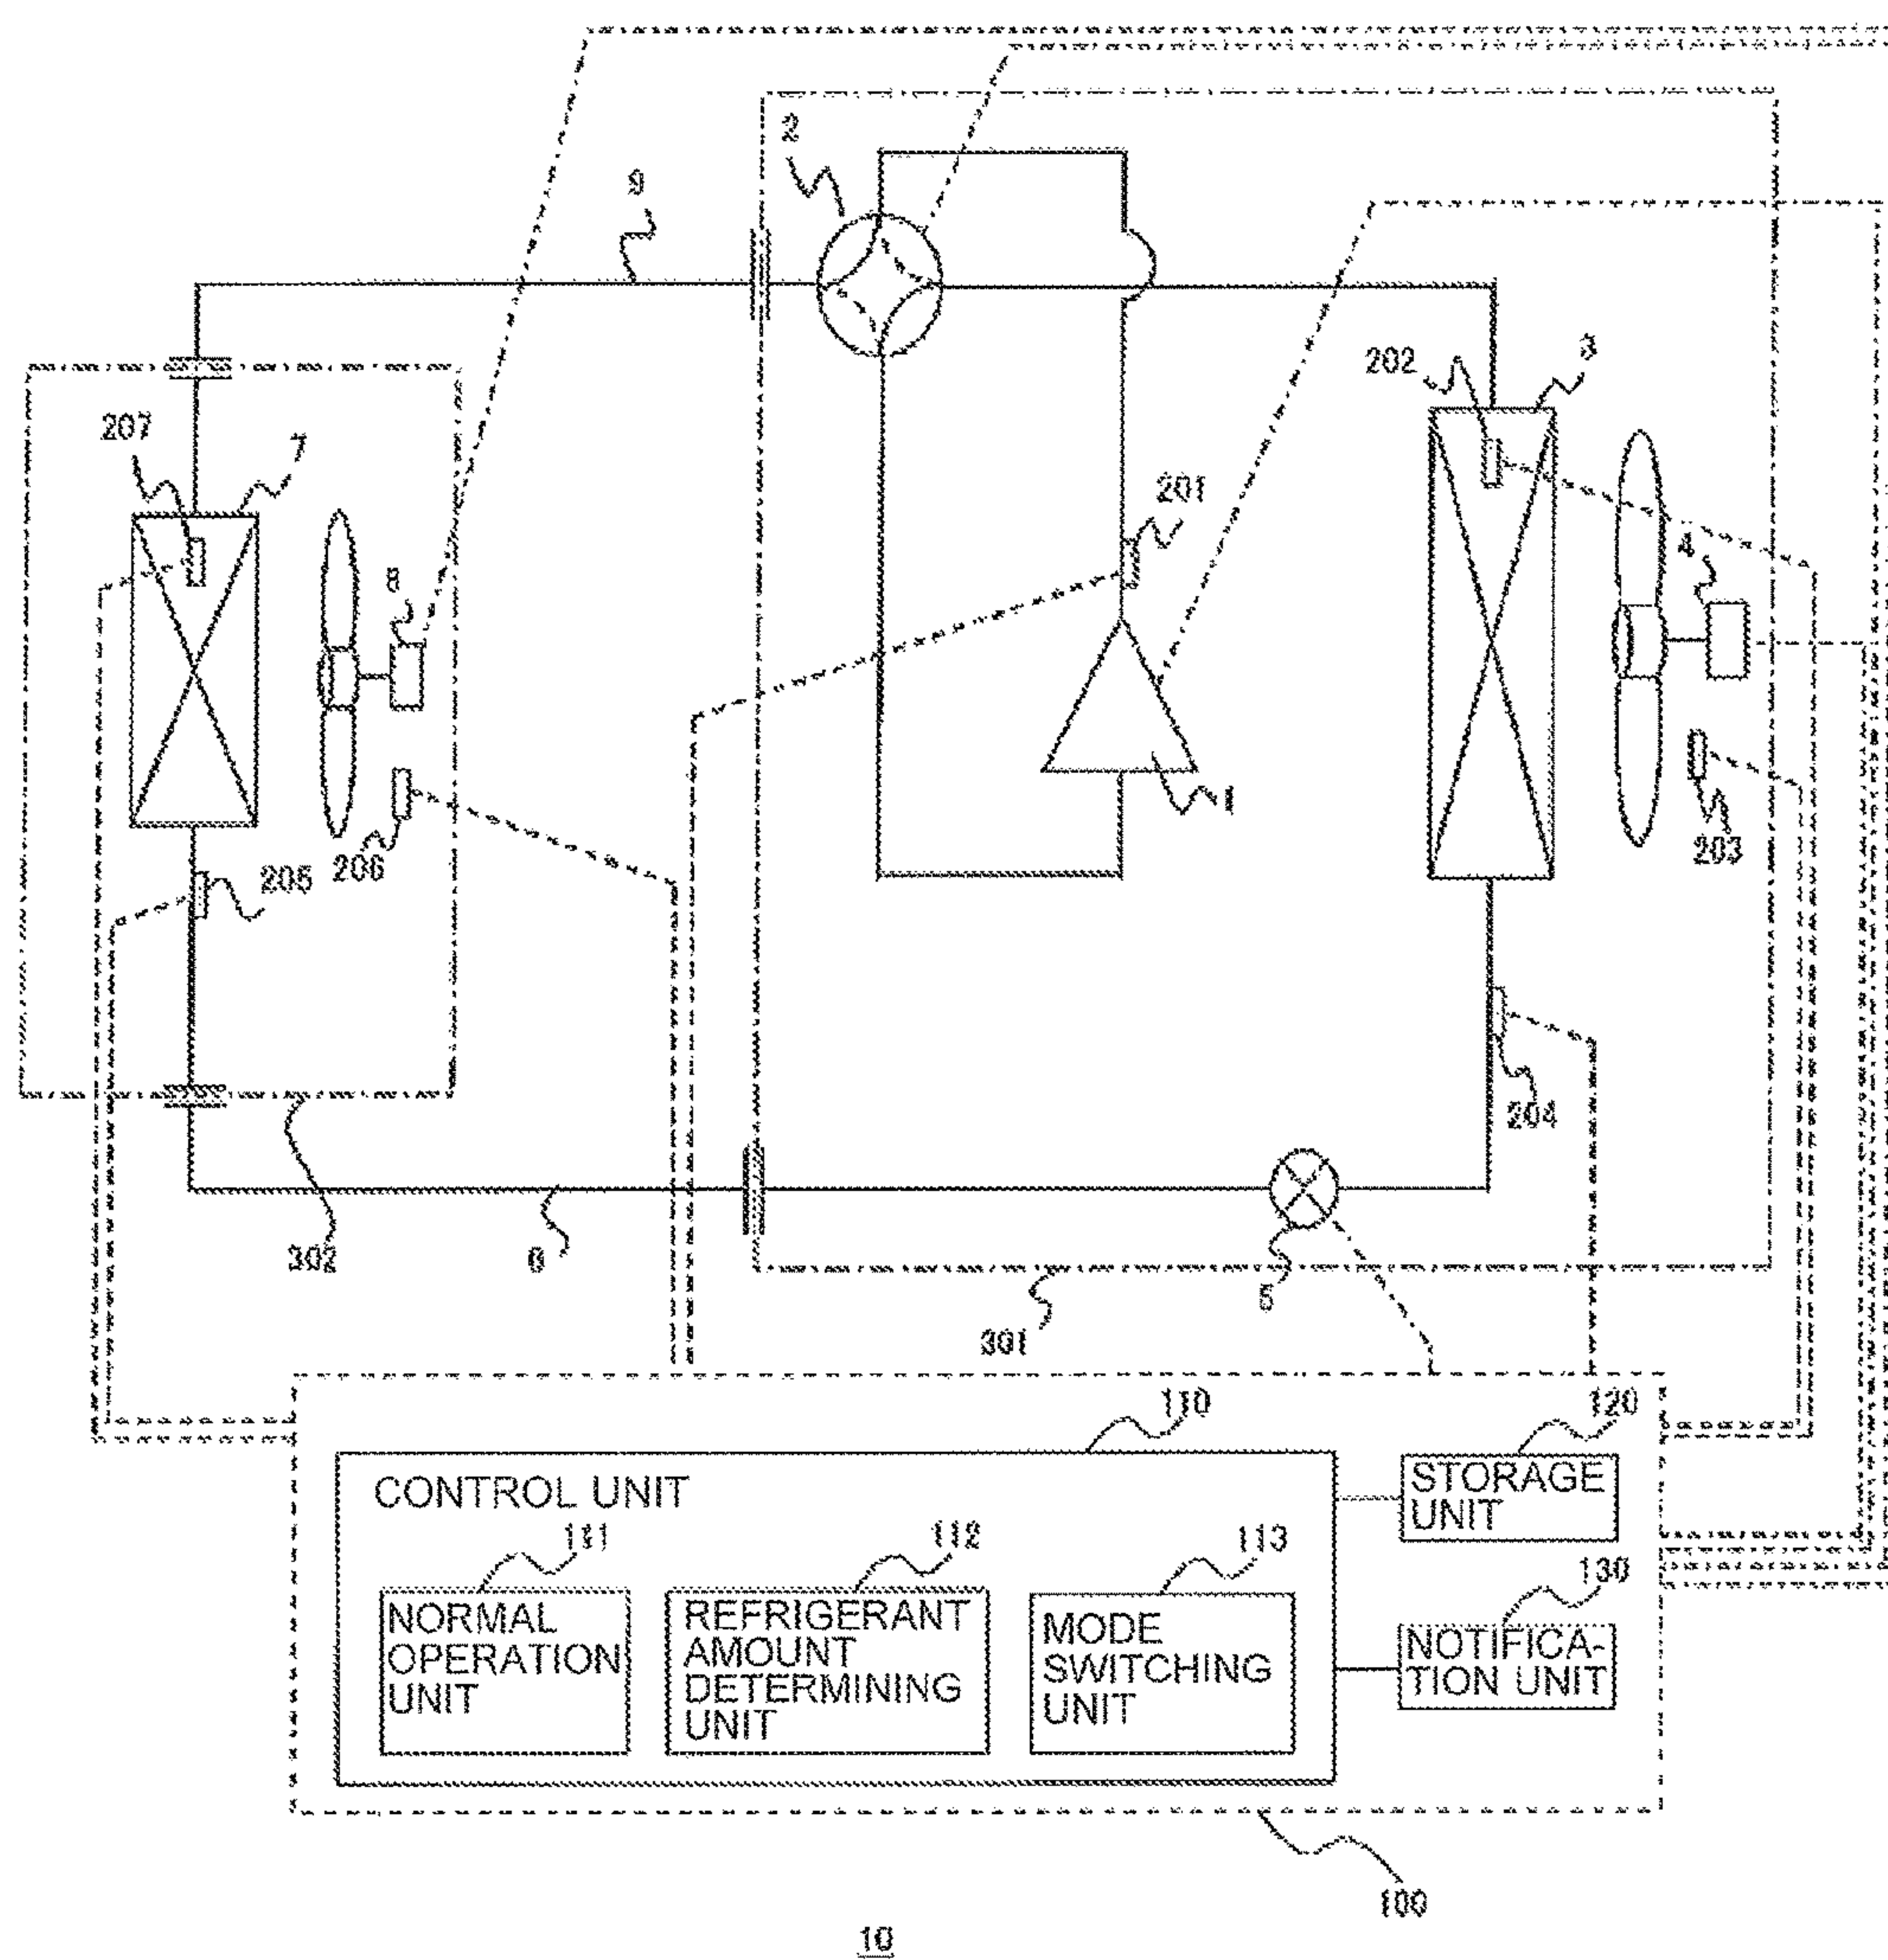 2
9
3
202
207
7
201
4
8
1
203
206
205
204
302
6
5
301
110
120
CONTROL UNIT
STORAGE
UNIT
111
112
113
130
NORMAL
OPERATION
UNIT
REFRIGERANT
AMOUNT
DETERMINING
UNIT
MODE
SWITCHING
UNIT
NOTIFICA-
TION UNIT
100
10